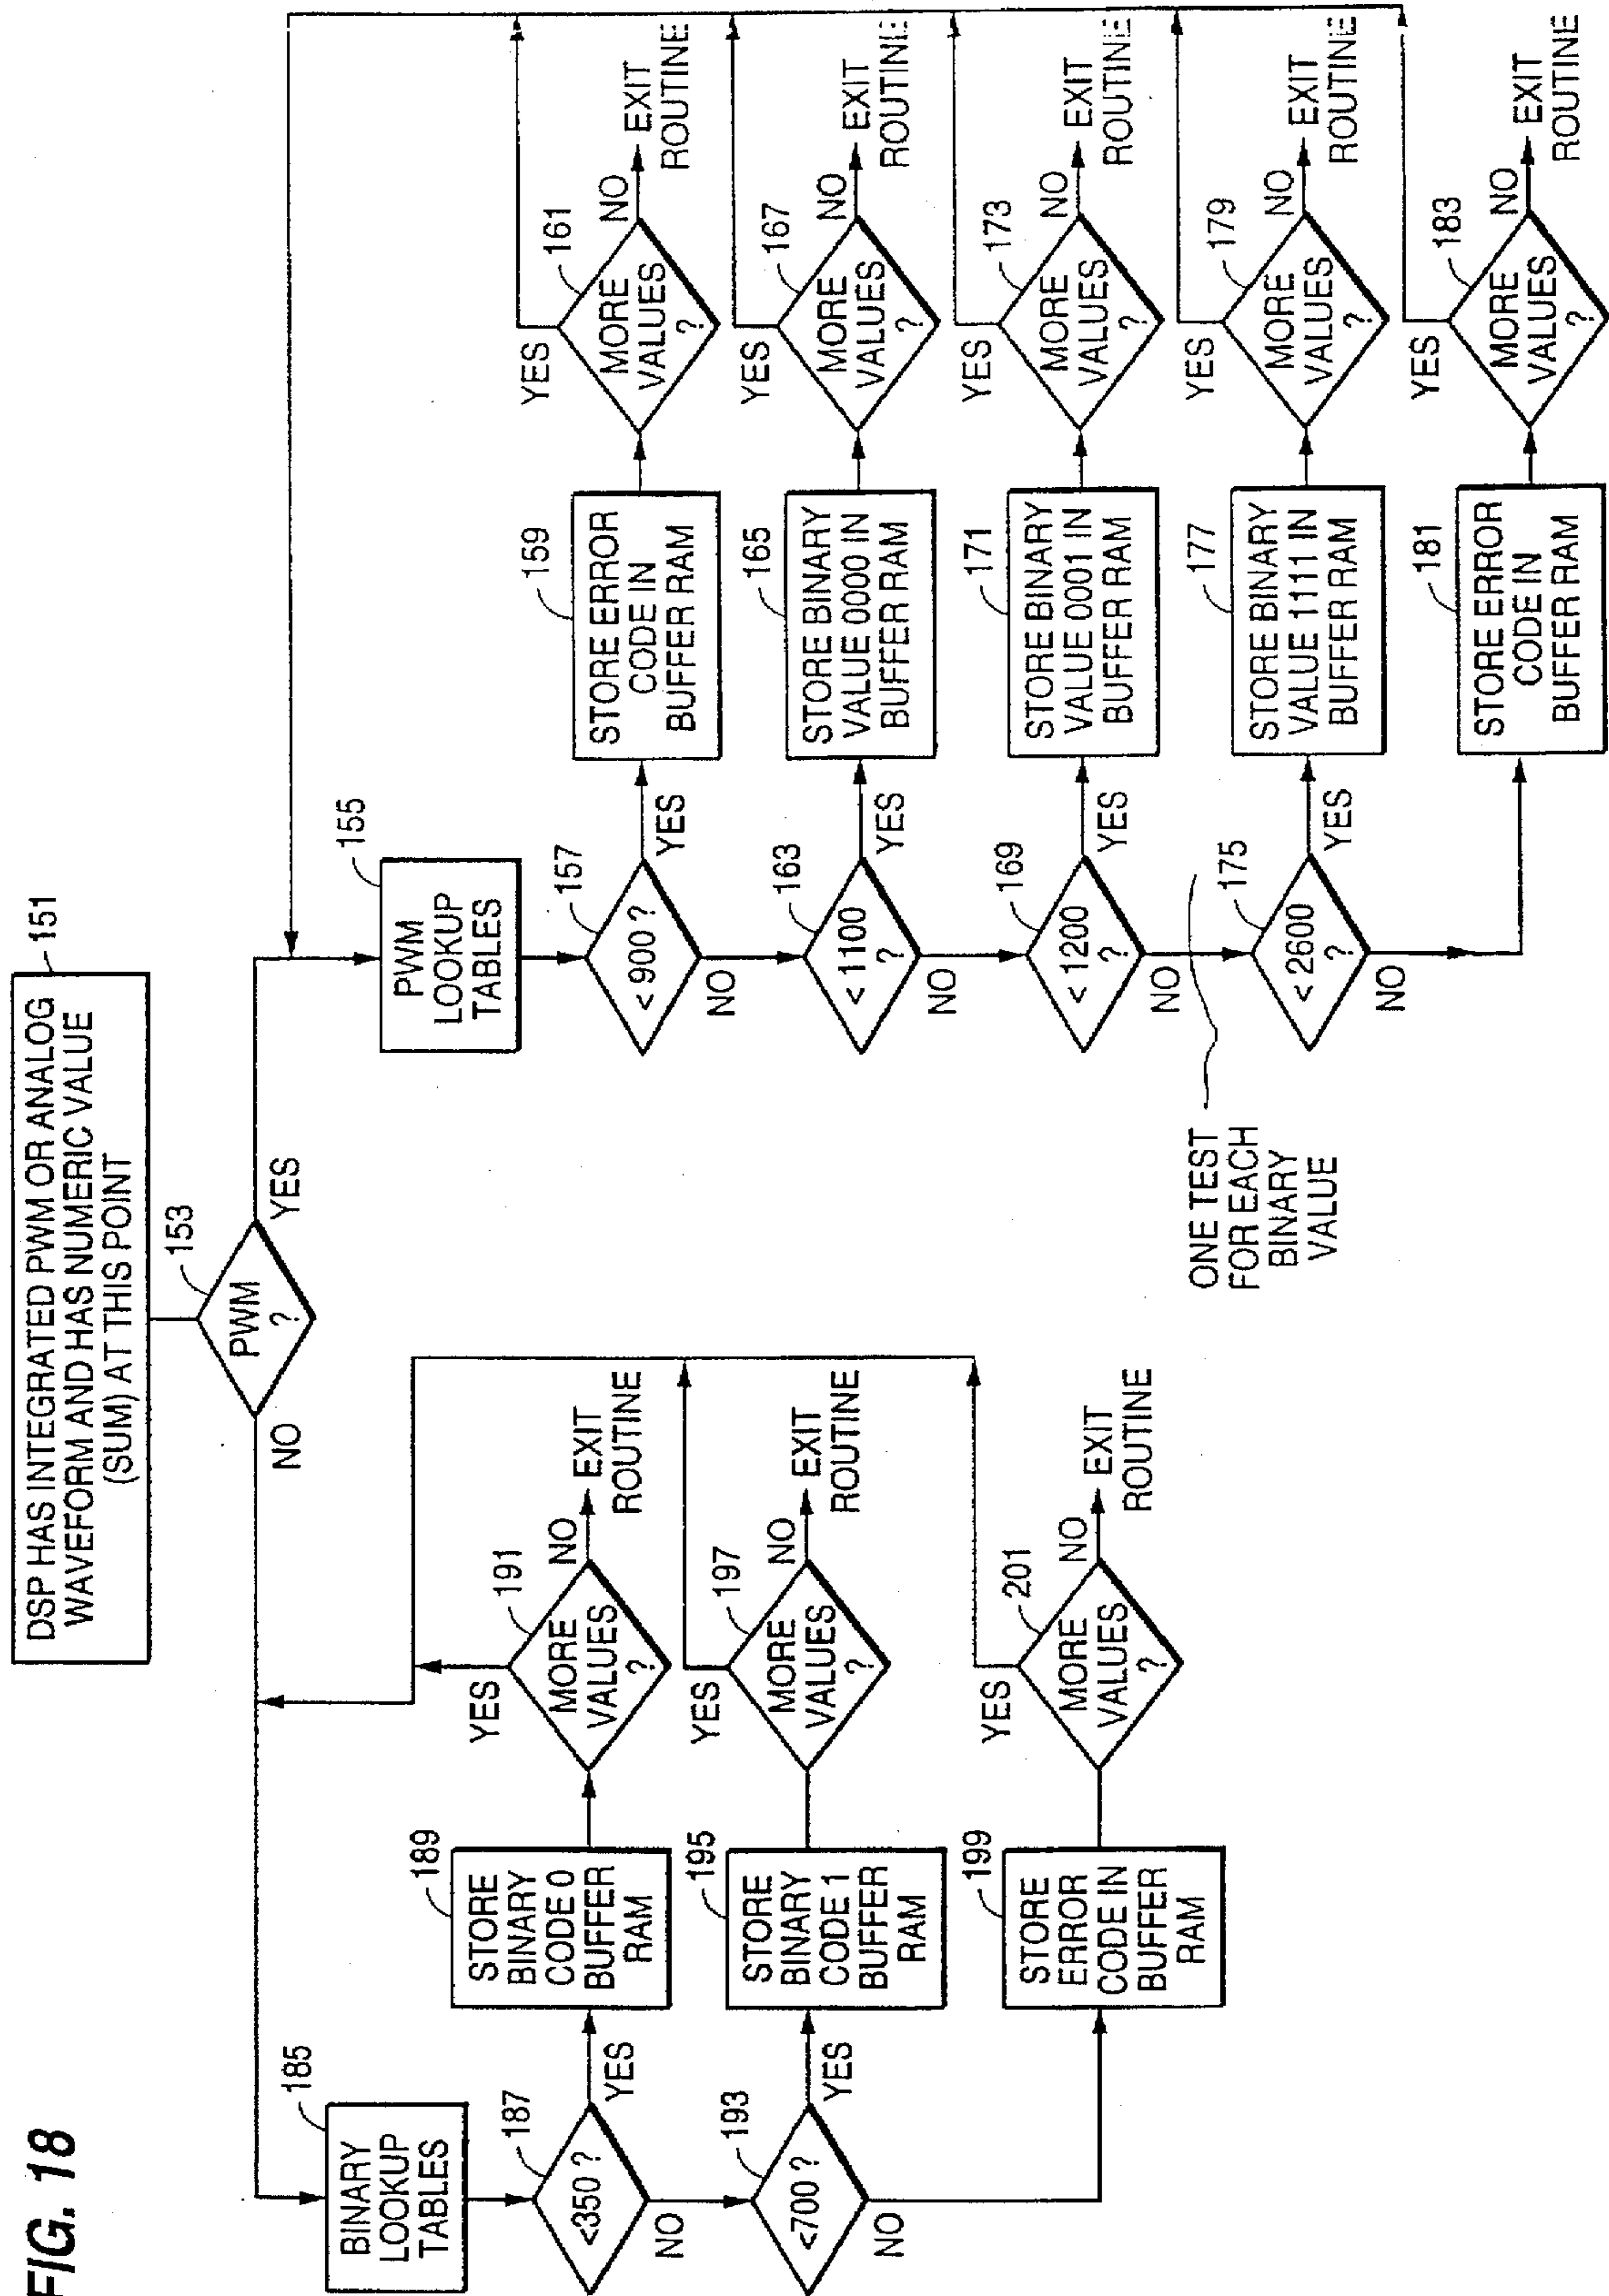 FIG. 18
DSP HAS INTEGRATED PWM OR ANALOG
WAVEFORM AND HAS NUMERIC VALUE
(SUM) AT THIS POINT
151
PWM
?
153
NO
YES
BINARY
LOOKUP
TABLES
185
<350 ?
187
YES
NO
STORE
BINARY
CODE 0
BUFFER
RAM
189
MORE
VALUES
?
191
YES
NO
EXIT
ROUTINE
<700 ?
193
YES
NO
STORE
BINARY
CODE 1
BUFFER
RAM
195
MORE
VALUES
?
197
YES
NO
EXIT
ROUTINE
STORE
ERROR
CODE IN
BUFFER
RAM
199
MORE
VALUES
?
201
YES
NO
EXIT
ROUTINE
PWM
LOOKUP
TABLES
155
< 900 ?
157
YES
NO
STORE ERROR
CODE IN
BUFFER RAM
159
MORE
VALUES
?
161
YES
NO
EXIT
ROUTINE
< 1100
?
163
YES
NO
STORE BINARY
VALUE 0000 IN
BUFFER RAM
165
MORE
VALUES
?
167
YES
NO
EXIT
ROUTINE
< 1200
?
169
YES
NO
STORE BINARY
VALUE 0001 IN
BUFFER RAM
171
MORE
VALUES
?
173
YES
NO
EXIT
ROUTINE
ONE TEST
FOR EACH
BINARY
VALUE
< 2600
?
175
YES
NO
STORE BINARY
VALUE 1111 IN
BUFFER RAM
177
MORE
VALUES
?
179
YES
NO
EXIT
ROUTINE
STORE ERROR
CODE IN
BUFFER RAM
181
MORE
VALUES
?
183
YES
NO
EXIT
ROUTINE